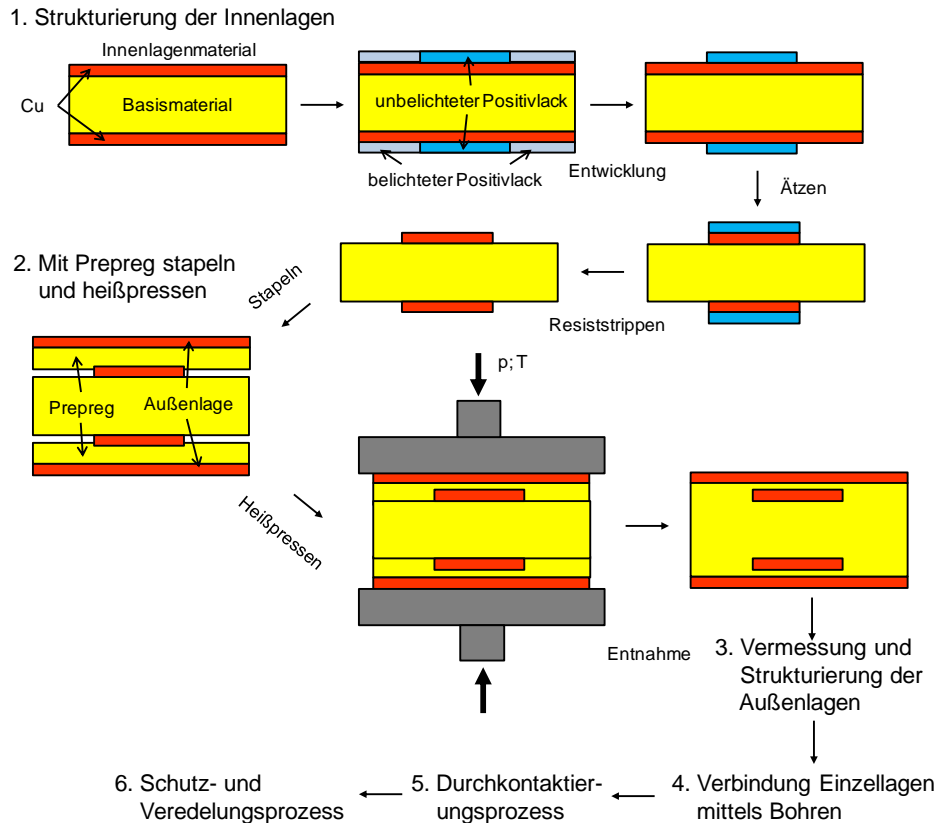 1. Strukturierung der Innenlagen
Innenlagenmaterial
Cu
Basismaterial
unbelichteter Positivlack
belichteter Positivlack
Entwicklung
Ätzen
Resiststrippen
2. Mit Prepreg stapeln
und heißpressen
Stapeln
Prepreg
Außenlage
Heißpressen
p; T
Entnahme
3. Vermessung und
Strukturierung der
Außenlagen
4. Verbindung Einzellagen
mittels Bohren
5. Durchkontaktier-
ungsprozess
6. Schutz- und
Veredelungsprozess